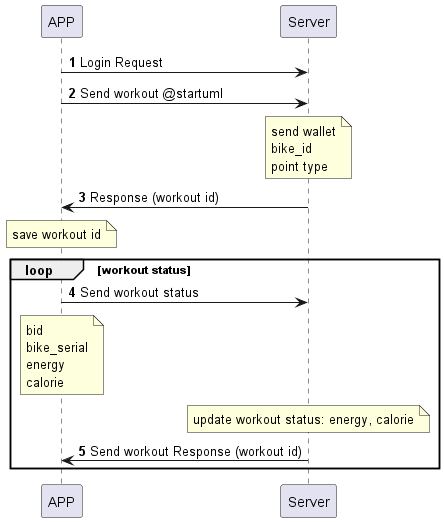 APP Server
1 Login Request
2 Send workout @startuml
send wallet
bike_id
point type
3 Response (workout id)
save workout id
loop [workout status]
4 Send workout status
bid
bike_serial
energy
calorie
update workout status: energy, calorie
5 Send workout Response (workout id)
APP Server